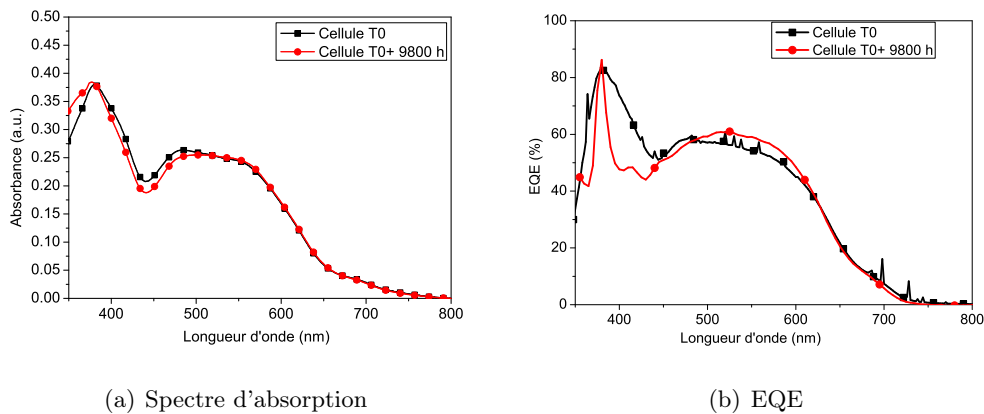 Cellule T0
Cellule T0+ 9800 h
Absorbance (a.u.)
0.50
0.45
0.40
0.35
0.30
0.25
0.20
0.15
0.10
0.05
0.00
400 500 600 700 800
Longueur d'onde (nm)
(a) Spectre d'absorption
Cellule T0
Cellule T0+ 9800 h
EQE (%)
100
80
60
40
20
0
400 500 600 700 800
Longueur d'onde (nm)
(b) EQE